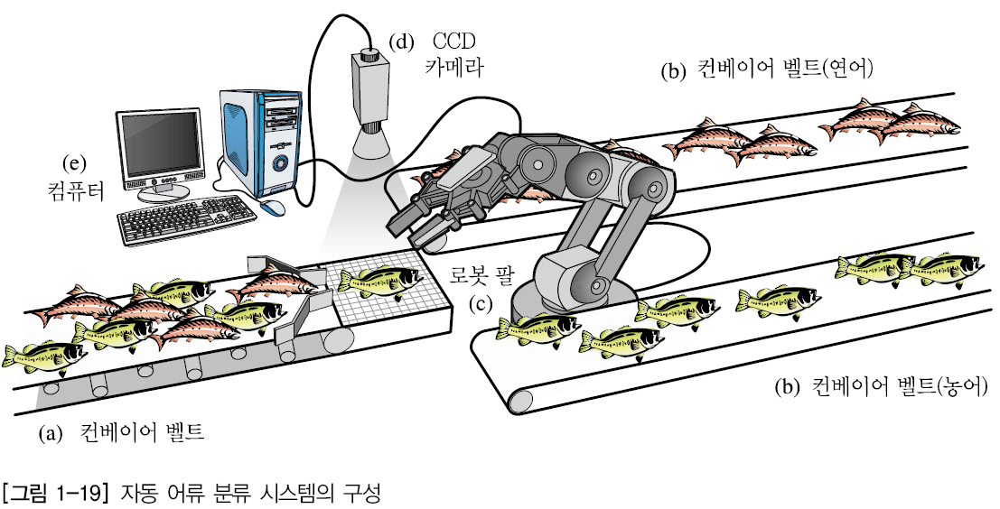 (d) CCD
카메라
(b) 컨베이어 벨트(연어)
(e)
컴퓨터
로봇 팔
(c)
(b) 컨베이어 벨트(농어)
(a) 컨베이어 벨트
[그림 1-19] 자동 어류 분류 시스템의 구성